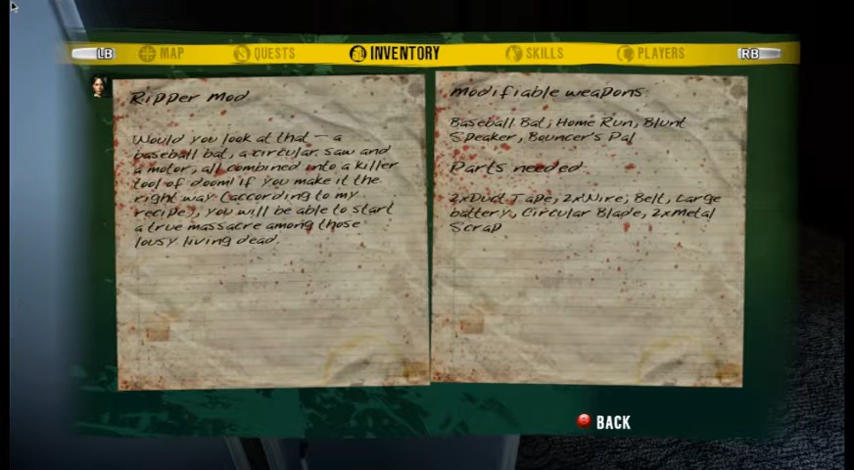 LB MAP QUESTS INVENTORY SKILLS PLAYERS RB
Ripper Mod
Would you look at that - a
baseball bat, a circular saw and
a motor, all combined into a killer
tool of doom! If you make it the
right way (according to my
recipe), you will be able to start
a true massacre among those
lousy living dead.
Modifiable weapons:
Baseball Bat, Home Run, Blunt
Speaker, Bouncer's Pal
Parts needed
2xDuct Tape, 2xWire, Belt, Large
battery, Circular Blade, 2xMetal
Scrap
BACK